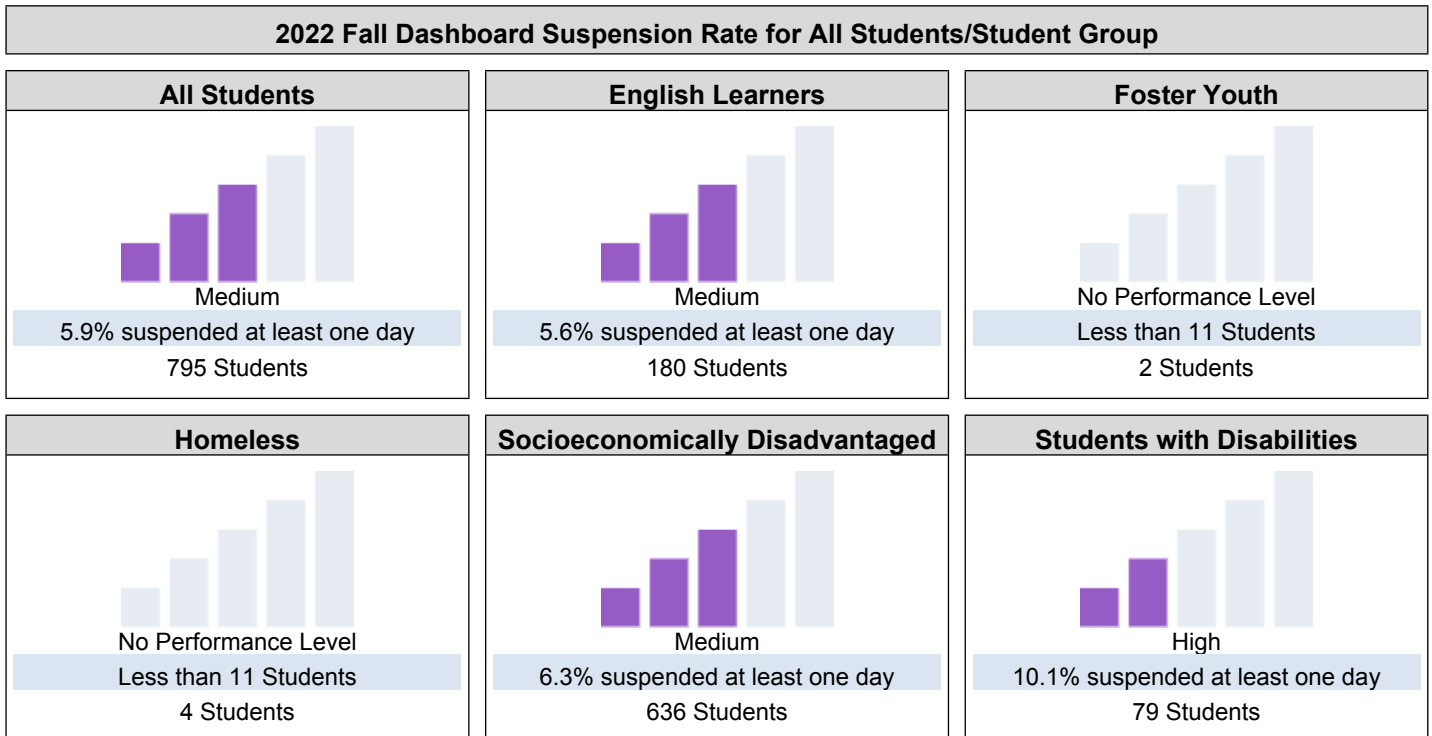 2022 Fall Dashboard Suspension Rate for All Students/Student Group
All Students
Medium
5.9% suspended at least one day
795 Students
English Learners
Medium
5.6% suspended at least one day
180 Students
Foster Youth
No Performance Level
Less than 11 Students
2 Students
Homeless
No Performance Level
Less than 11 Students
4 Students
Socioeconomically Disadvantaged
Medium
6.3% suspended at least one day
636 Students
Students with Disabilities
High
10.1% suspended at least one day
79 Students